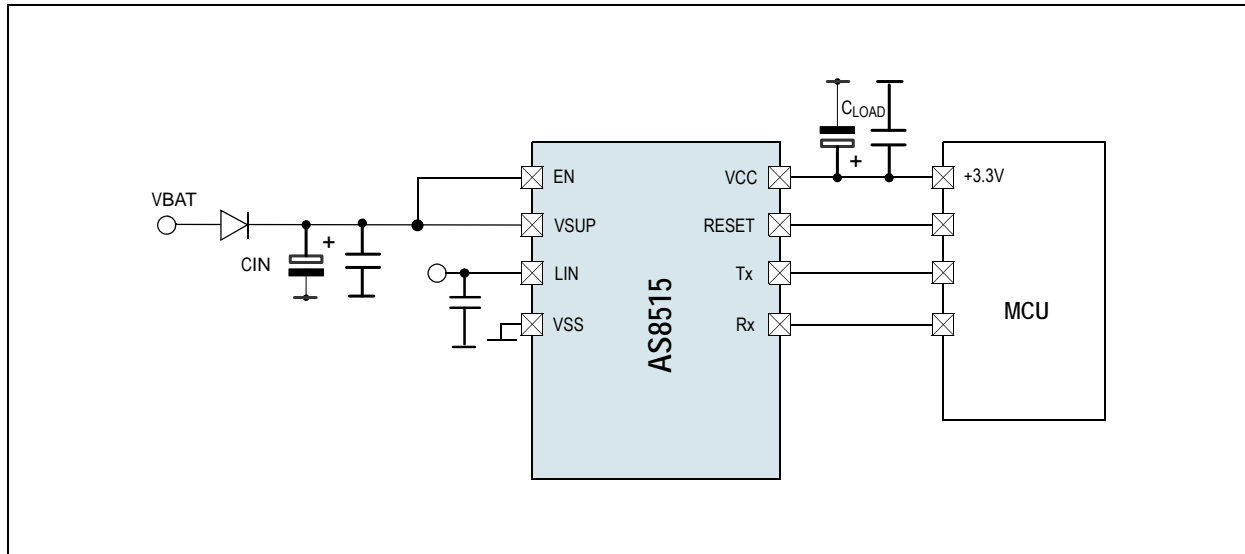 CLOAD
+
VCC
+3.3V
EN
VBAT
VSUP
RESET
+
CIN
LIN
Tx
VSS
Rx
AS8515
MCU